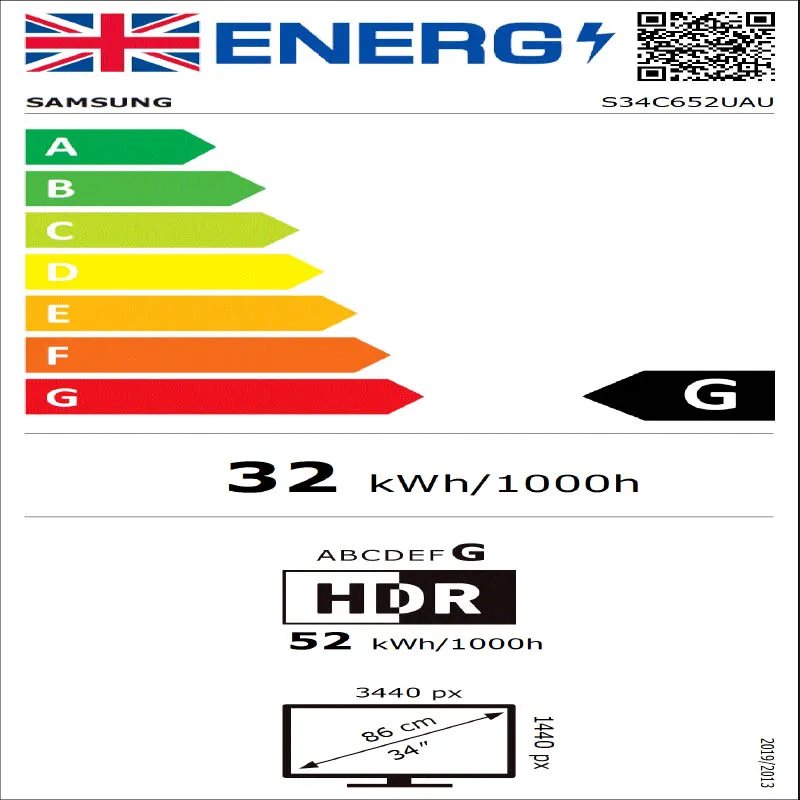 ENERG
SAMSUNG S34C652UAU
A
B
C
D
E
F
G
G
32 kWh/1000h
ABCDEFG
HDR
52 kWh/1000h
3440 px
86 cm
34"
1440 px
2019/2013